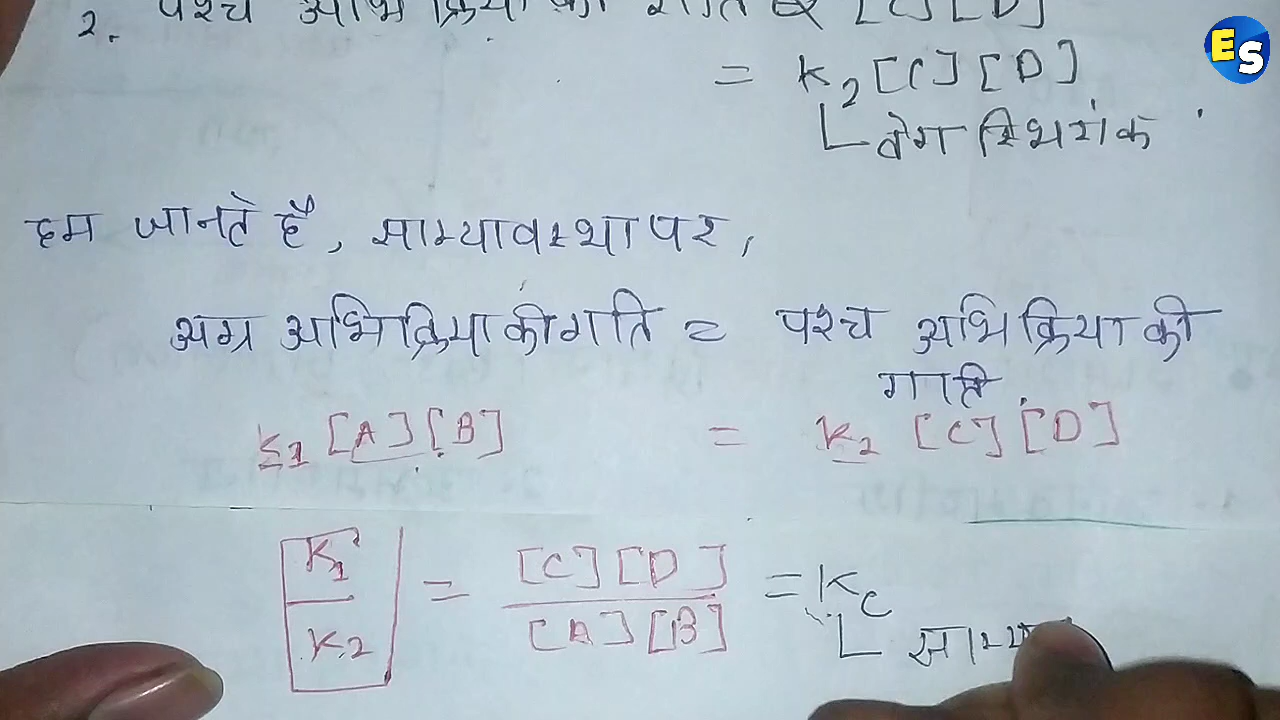 2. पश्च अभिक्रिया की गति ∝ [C][D]
= K₂[C][D]
वेग स्थिरांक
हम जानते हैं, साम्यावस्था पर,
अग्र अभिक्रिया की गति = पश्च अभिक्रिया की
गति
K₁[A][B] = K₂ [C][D]
K₁/K₂ = [C][D]/[A][B] = Kc
ES